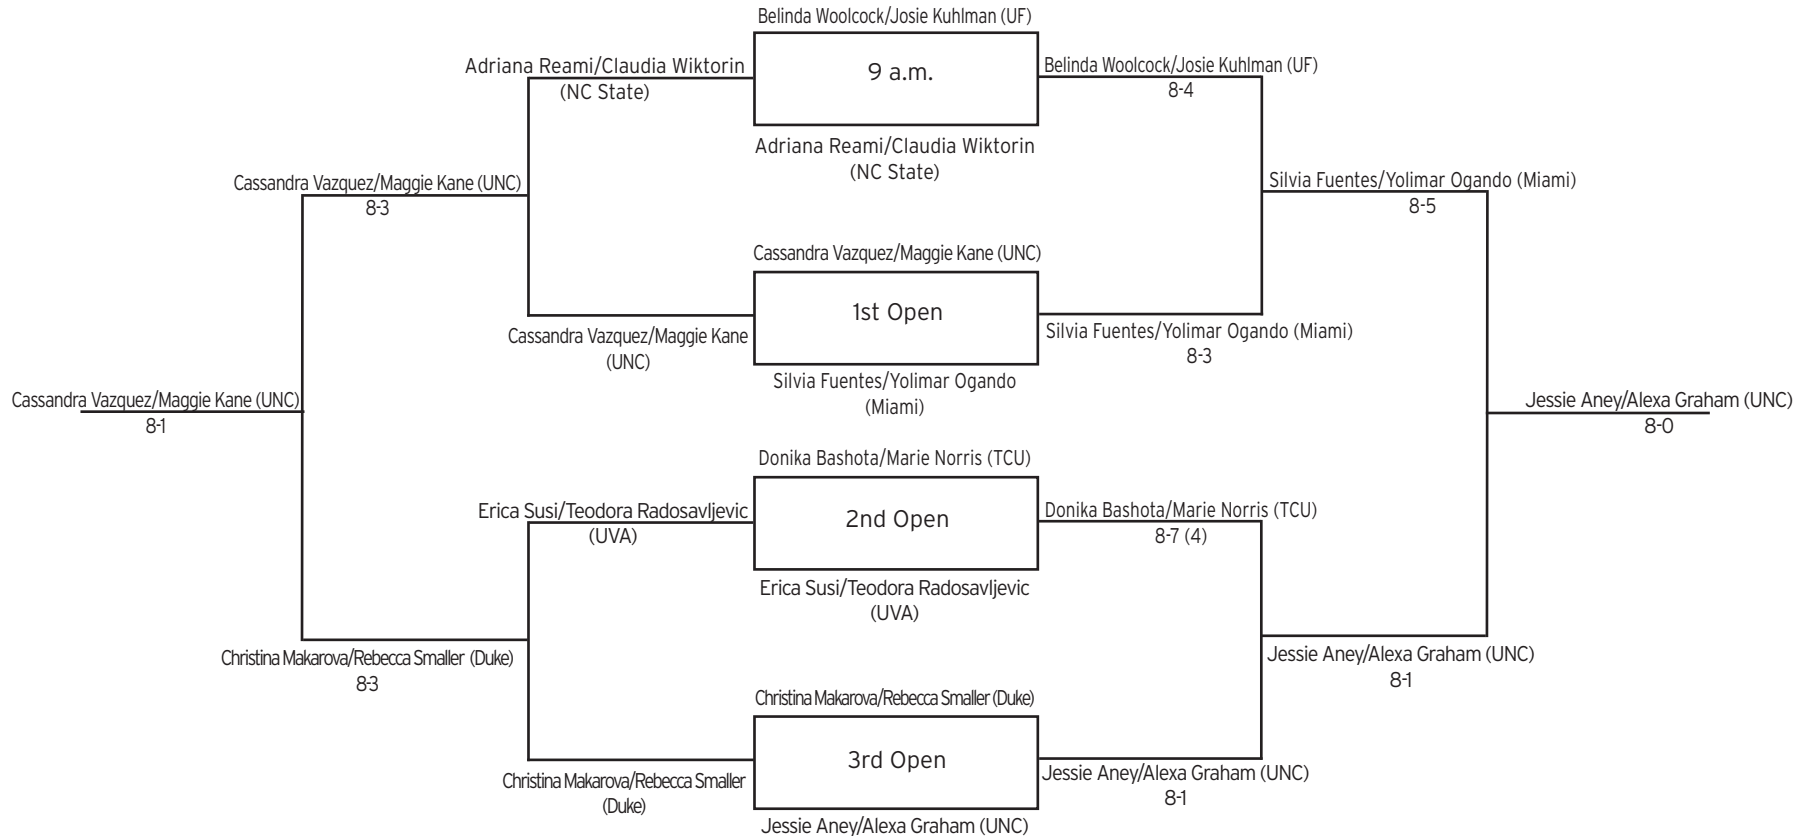 Belinda Woolcock/Josie Kuhlman (UF)
Adriana Reami/Claudia Wiktorin
(NC State)
9 a.m.
Belinda Woolcock/Josie Kuhlman (UF)
8-4
Adriana Reami/Claudia Wiktorin
(NC State)
Cassandra Vazquez/Maggie Kane (UNC)
8-3
Silvia Fuentes/Yolimar Ogando (Miami)
8-5
Cassandra Vazquez/Maggie Kane (UNC)
1st Open
Cassandra Vazquez/Maggie Kane
(UNC)
Silvia Fuentes/Yolimar Ogando (Miami)
8-3
Silvia Fuentes/Yolimar Ogando
(Miami)
Cassandra Vazquez/Maggie Kane (UNC)
8-1
Jessie Aney/Alexa Graham (UNC)
8-0
Donika Bashota/Marie Norris (TCU)
Erica Susi/Teodora Radosavljevic
(UVA)
2nd Open
Donika Bashota/Marie Norris (TCU)
8-7 (4)
Erica Susi/Teodora Radosavljevic
(UVA)
Christina Makarova/Rebecca Smaller (Duke)
8-3
Jessie Aney/Alexa Graham (UNC)
8-1
Christina Makarova/Rebecca Smaller (Duke)
3rd Open
Christina Makarova/Rebecca Smaller
(Duke)
Jessie Aney/Alexa Graham (UNC)
8-1
Jessie Aney/Alexa Graham (UNC)